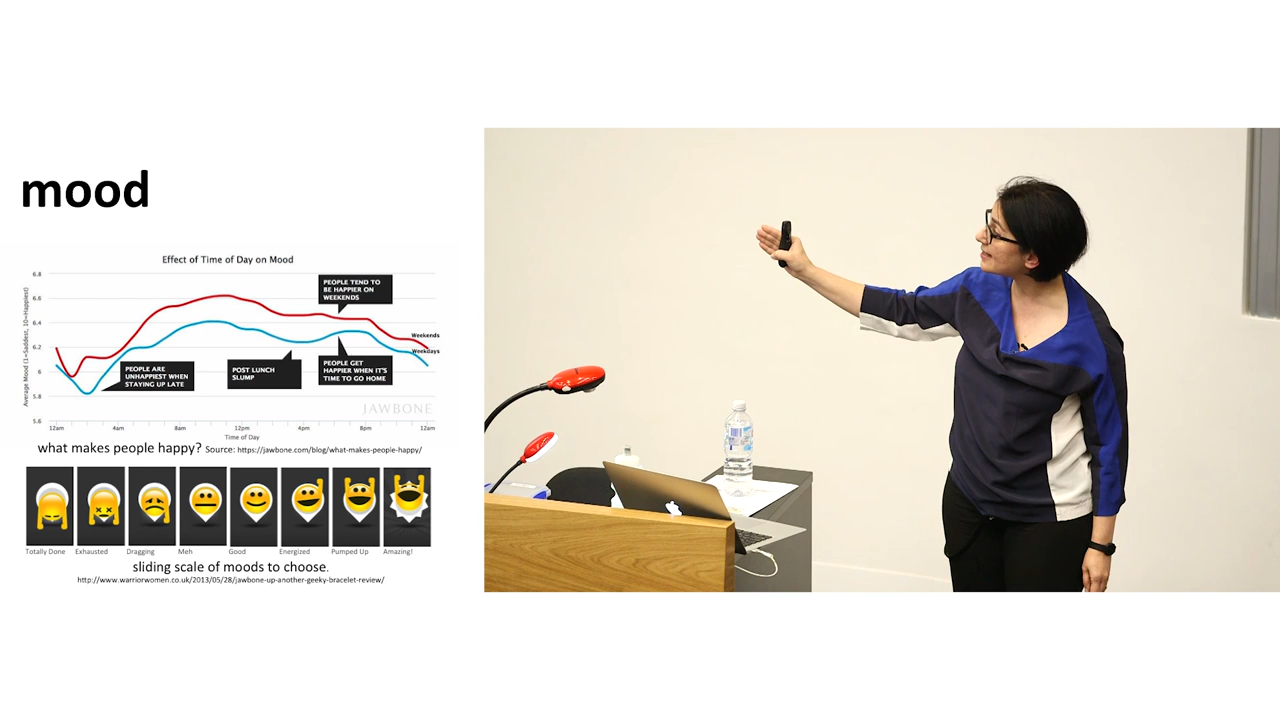 mood
Effect of Time of Day on Mood
Average Mood (1=Saddest, 10=Happiest)
6.8
6.6
6.4
6.2
6
5.8
5.6
PEOPLE TEND TO
BE HAPPIER ON
WEEKENDS
Weekends
Weekdays
PEOPLE ARE
UNHAPPIEST WHEN
STAYING UP LATE
POST LUNCH
SLUMP
PEOPLE GET
HAPPIER WHEN IT'S
TIME TO GO HOME
JAWBONE
12am 4am 8am 12pm 4pm 8pm 12am
Time of Day
what makes people happy? Source: https://jawbone.com/blog/what-makes-people-happy/
Totally Done Exhausted Dragging Meh Good Energized Pumped Up Amazing!
sliding scale of moods to choose.
http://www.warriorwomen.co.uk/2013/05/28/jawbone-up-another-geeky-bracelet-review/